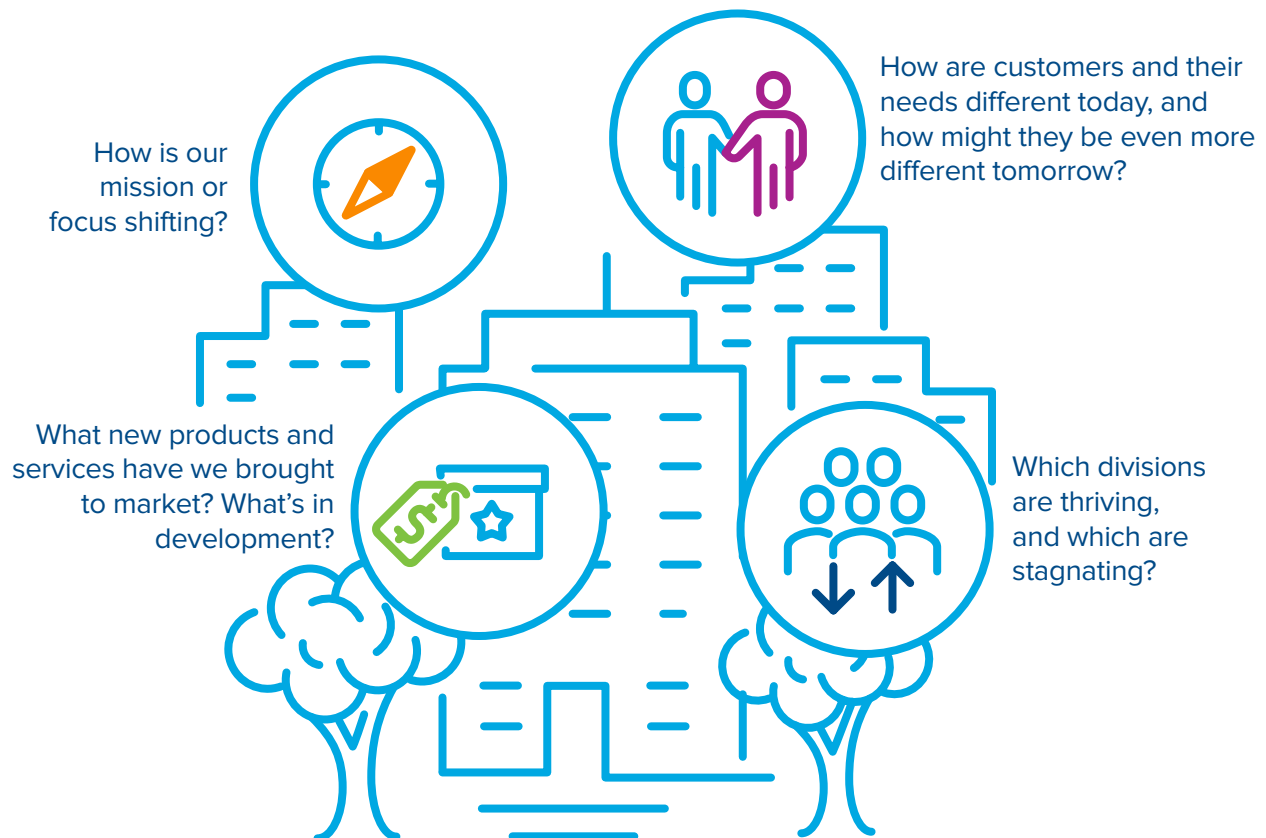 How is our
mission or
focus shifting?
How are customers and their
needs different today, and
how might they be even more
different tomorrow?
What new products and
services have we brought
to market? What’s in
development?
Which divisions
are thriving,
and which are
stagnating?